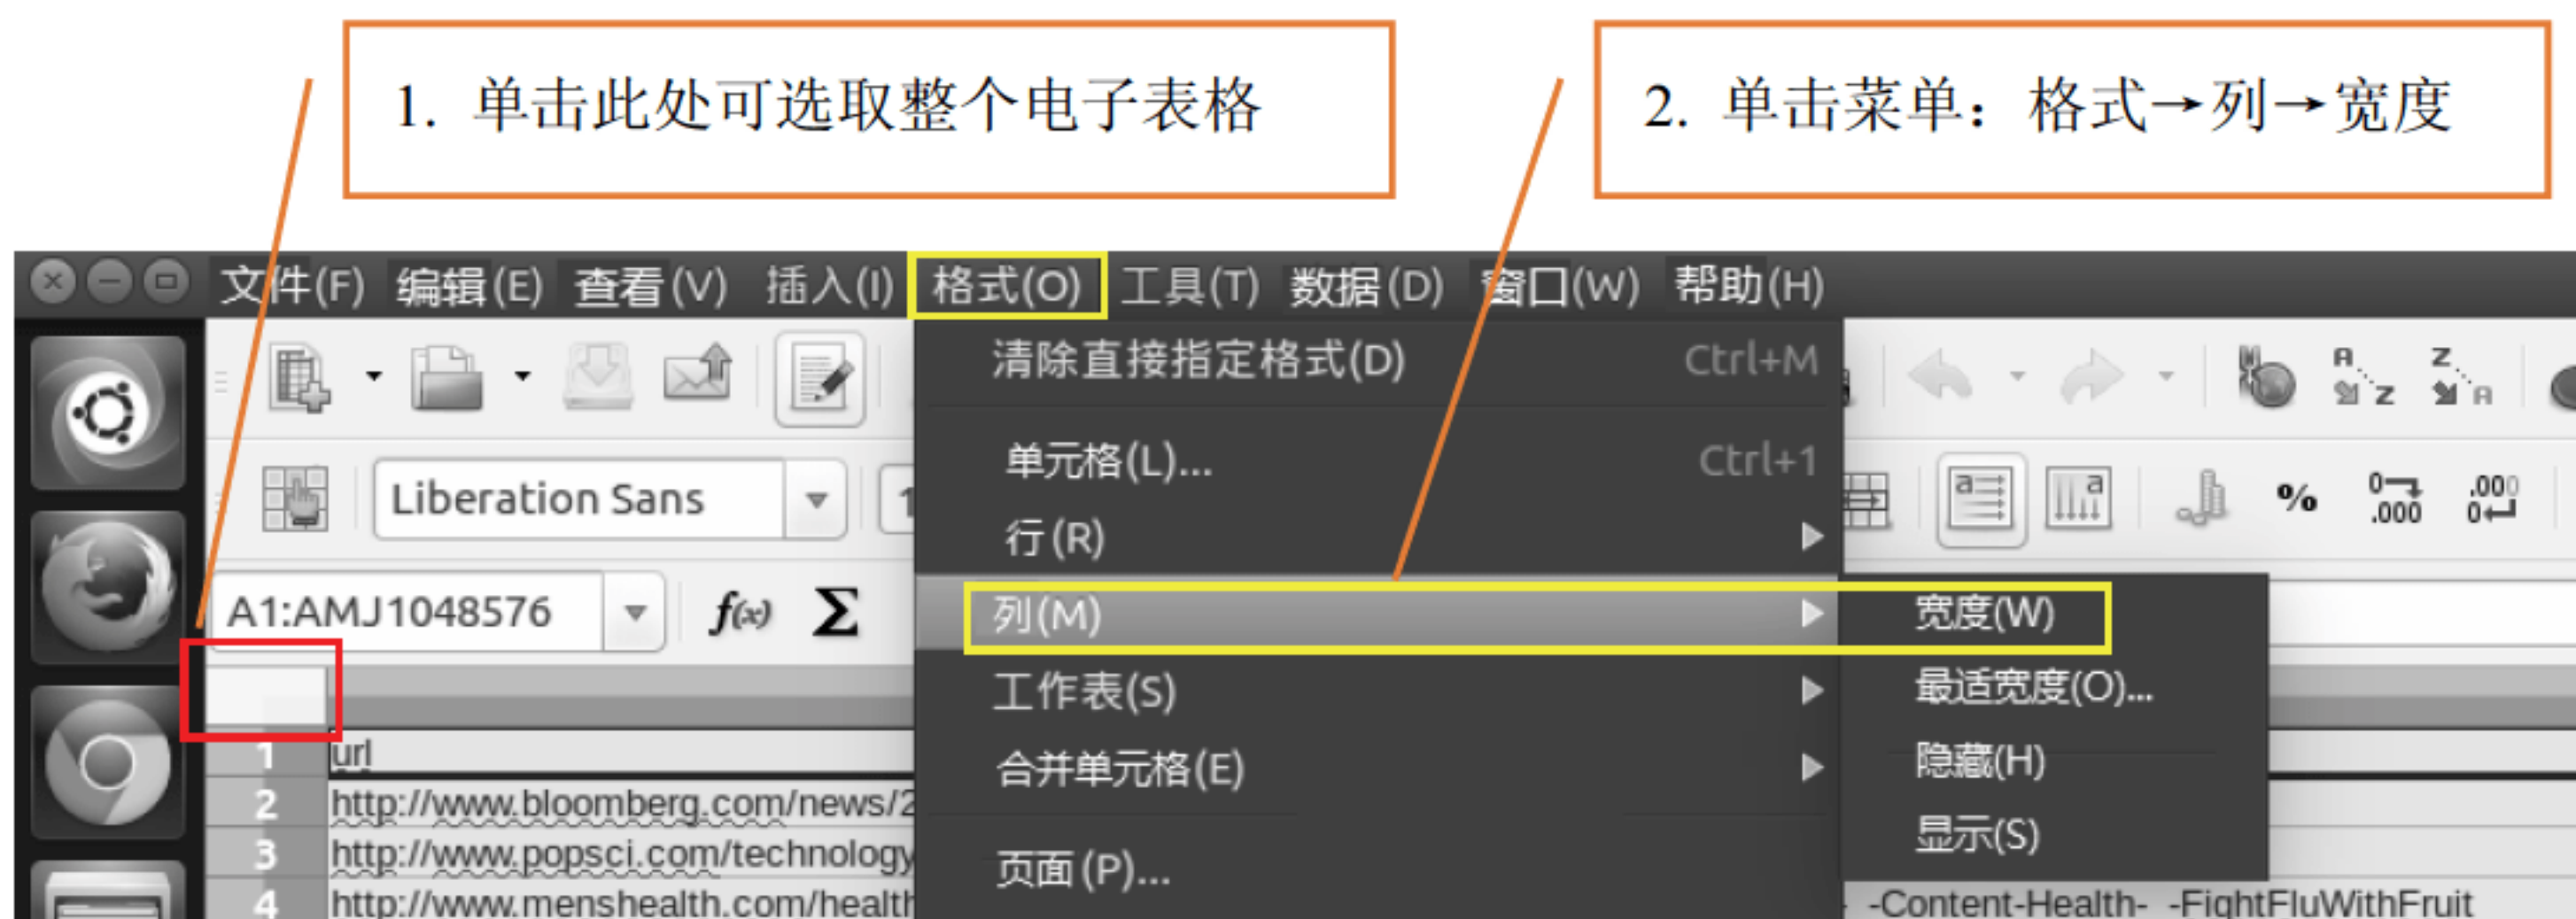 1. 单击此处可选取整个电子表格
2. 单击菜单：格式→列→宽度
文件(F) 编辑(E) 查看(V) 插入(I) 格式(O) 工具(T) 数据(D) 窗口(W) 帮助(H)
清除直接指定格式(D) Ctrl+M
单元格(L)... Ctrl+1
Liberation Sans
行(R)
A1:AMJ1048576
列(M)
宽度(W)
工作表(S)
最适宽度(O)...
合并单元格(E)
隐藏(H)
显示(S)
页面(P)...
1 url
2 http://www.bloomberg.com/news/2
3 http://www.popsci.com/technology
4 http://www.menshealth.com/health
-Content-Health- -FightFluWithFruit